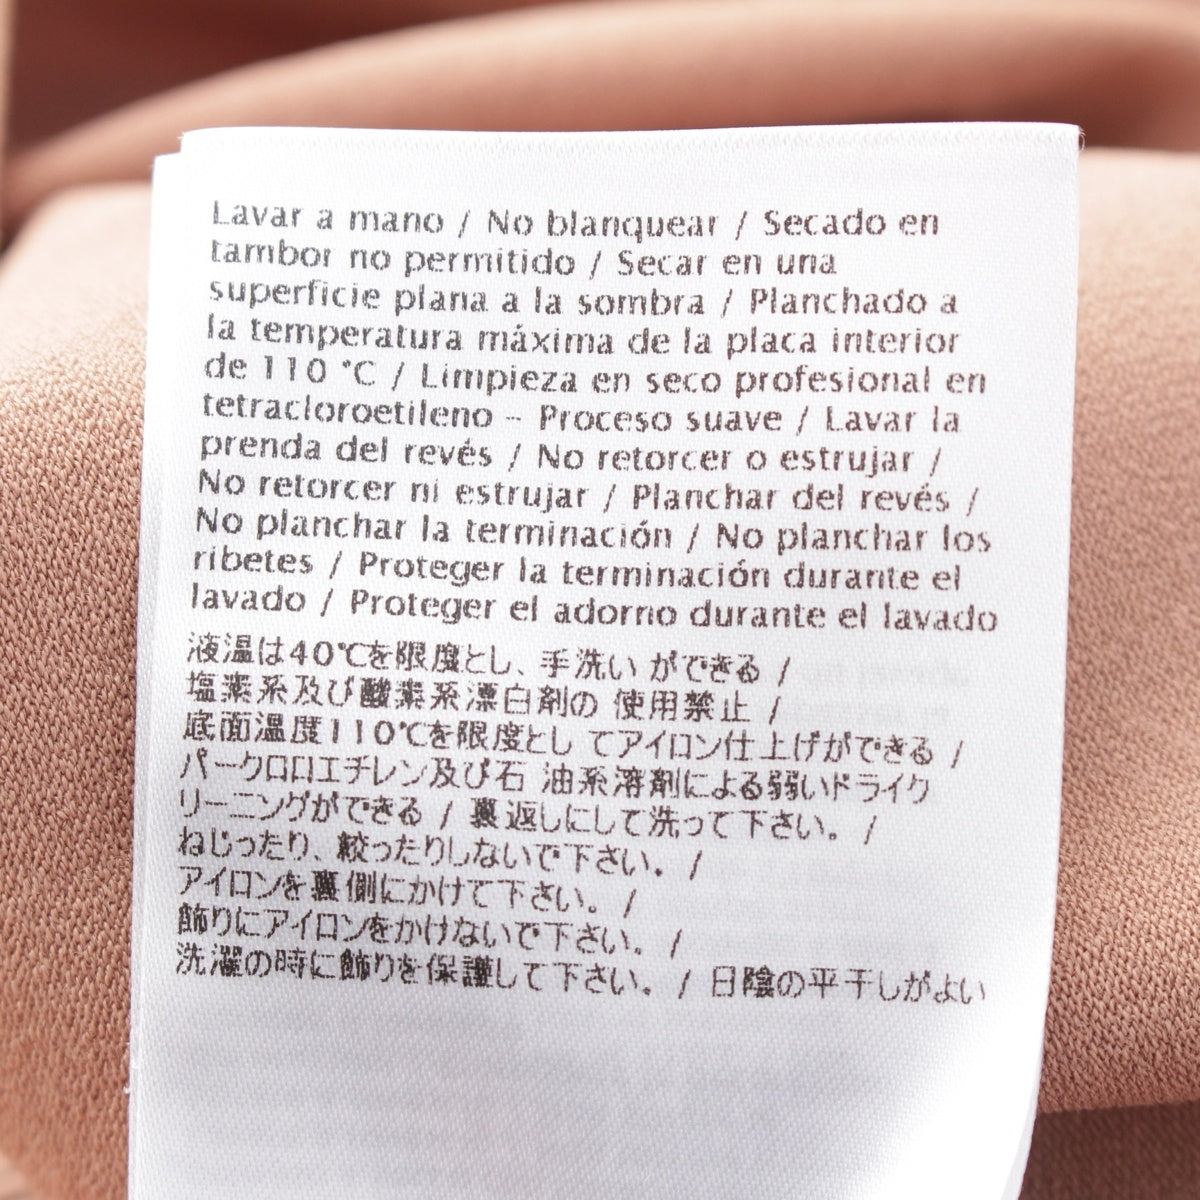 Lavar a mano / No blanquear / Secado en
tambor no permitido / Secar en una
superficie plana a la sombra / Planchado a
la temperatura máxima de la placa interior
de 110 °C / Limpieza en seco profesional en
tetracloroetileno – Proceso suave / Lavar la
prenda del revés / No retorcer o estrujar /
No retorcer ni estrujar / Planchar del revés /
No planchar la terminación / No planchar los
ribetes / Proteger la terminación durante el
lavado / Proteger el adorno durante el lavado
液温は40℃を限度とし、手洗い ができる /
塩素系及び酸素系漂白剤の 使用禁止 /
底面温度110℃を限度とし てアイロン仕上げができる /
パークロロエチレン及び石 油系溶剤による弱いドライク
リーニングができる / 裏返しにして洗って下さい。 /
ねじったり、絞ったりしないで下さい。 /
アイロンを裏側にかけて下さい。 /
飾りにアイロンをかけないで下さい。 /
洗濯の時に飾りを保護して下さい。 / 日陰の平干しがよい